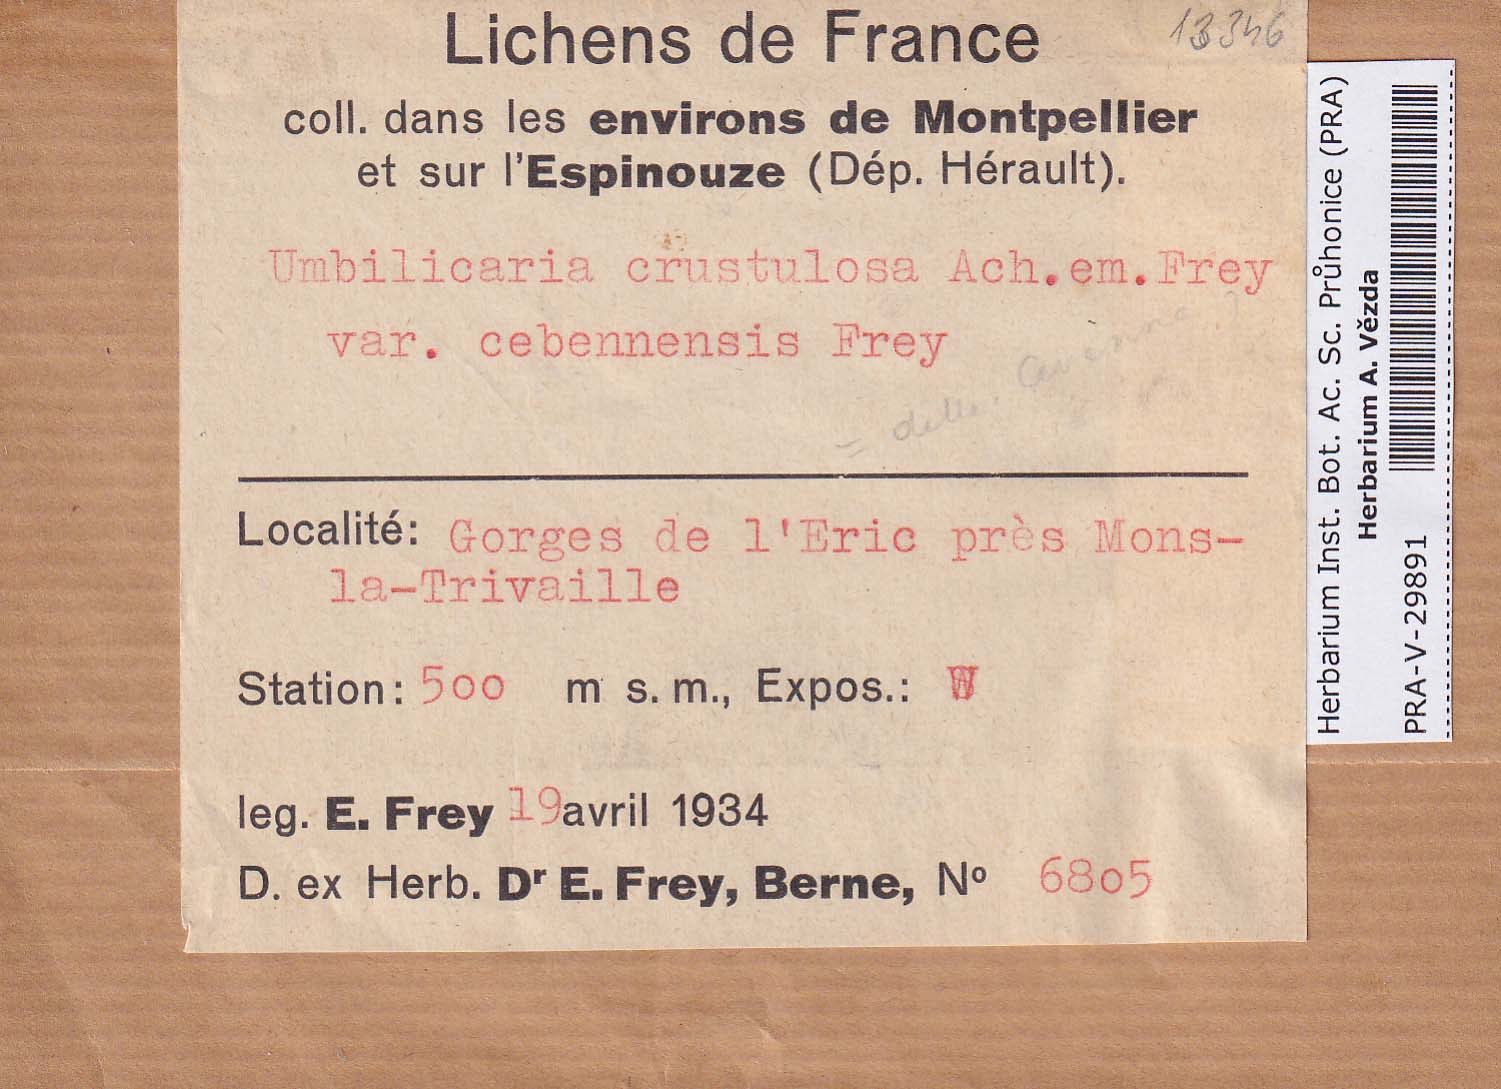 13346
Lichens de France
coll. dans les environs de Montpellier
et sur l'Espinouze (Dép. Hérault).
Umbilicaria crustulosa Ach.em.Frey
var. cebennensis Frey
Localité: Gorges de l'Eric près Mons-
la-Trivaille
Station: 500 m s. m., Expos.: W
leg. E. Frey 19 avril 1934
D. ex Herb. Dr E. Frey, Berne, No 6805
Herbarium Inst. Bot. Ac. Sc. Průhonice (PRA)
Herbarium A. Vězda
PRA-V-29891